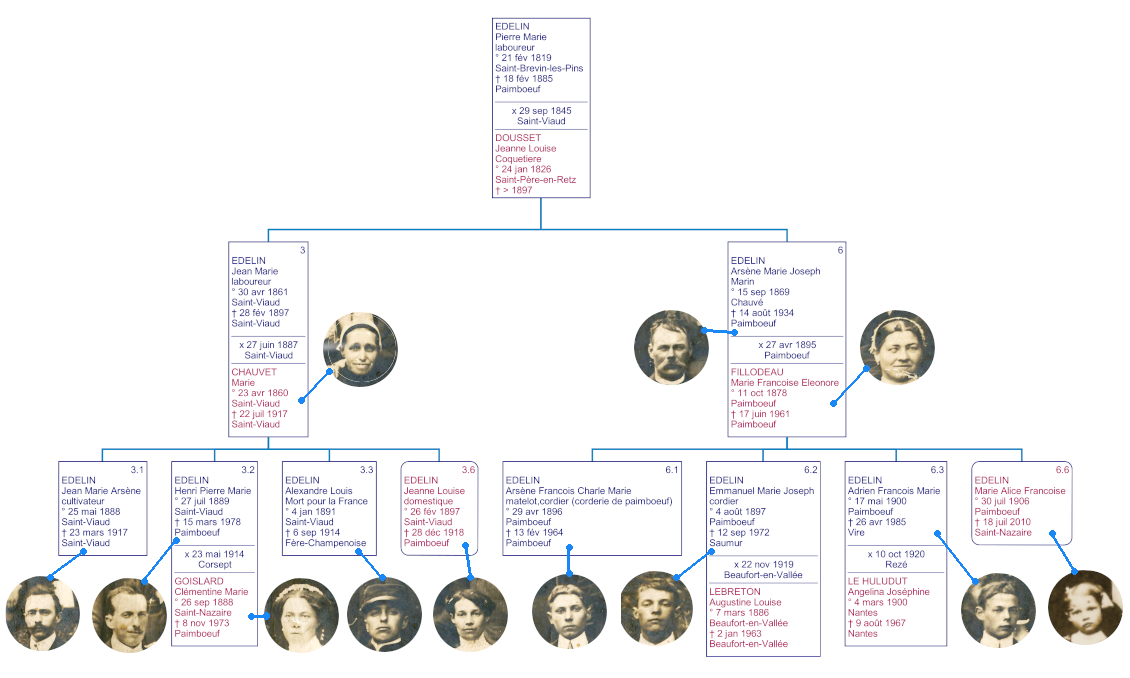 EDELIN
Pierre Marie
laboureur
° 21 fév 1819
Saint-Brevin-les-Pins
† 18 fév 1885
Paimboeuf
x 29 sep 1845
Saint-Viaud
DOUSSET
Jeanne Louise
Coquetiere
° 24 jan 1826
Saint-Père-en-Retz
† > 1897
3
EDELIN
Jean Marie
laboureur
° 30 avr 1861
Saint-Viaud
† 28 fév 1897
Saint-Viaud
x 27 juin 1887
Saint-Viaud
CHAUVET
Marie
° 23 avr 1860
Saint-Viaud
† 22 juil 1917
Saint-Viaud
6
EDELIN
Arsène Marie Joseph
Marin
° 15 sep 1869
Chauvé
† 14 août 1934
Paimboeuf
x 27 avr 1895
Paimboeuf
FILLODEAU
Marie Francoise Eleonore
° 11 oct 1878
Paimboeuf
† 17 juin 1961
Paimboeuf
3.1
EDELIN
Jean Marie Arsène
cultivateur
° 25 mai 1888
Saint-Viaud
† 23 mars 1917
Saint-Viaud
3.2
EDELIN
Henri Pierre Marie
° 27 juil 1889
Saint-Viaud
† 15 mars 1978
Paimboeuf
x 23 mai 1914
Corsept
GOISLARD
Clémentine Marie
° 26 sep 1888
Saint-Nazaire
† 8 nov 1973
Paimboeuf
3.3
EDELIN
Alexandre Louis
Mort pour la France
° 4 jan 1891
Saint-Viaud
† 6 sep 1914
Fère-Champenoise
3.6
EDELIN
Jeanne Louise
domestique
° 26 fév 1897
Saint-Viaud
† 28 déc 1918
Paimboeuf
6.1
EDELIN
Arsène Francois Charle Marie
matelot,cordier (corderie de paimboeuf)
° 29 avr 1896
Paimboeuf
† 13 fév 1964
Paimboeuf
6.2
EDELIN
Emmanuel Marie Joseph
cordier
° 4 août 1897
Paimboeuf
† 12 sep 1972
Saumur
x 22 nov 1919
Beaufort-en-Vallée
LEBRETON
Augustine Louise
° 7 mars 1886
Beaufort-en-Vallée
† 2 jan 1963
Beaufort-en-Vallée
6.3
EDELIN
Adrien Francois Marie
° 17 mai 1900
Paimboeuf
† 26 avr 1985
Vire
x 10 oct 1920
Rezé
LE HULUDUT
Angelina Joséphine
° 4 mars 1900
Nantes
† 9 août 1967
Nantes
6.6
EDELIN
Marie Alice Francoise
° 30 juil 1906
Paimboeuf
† 18 juil 2010
Saint-Nazaire